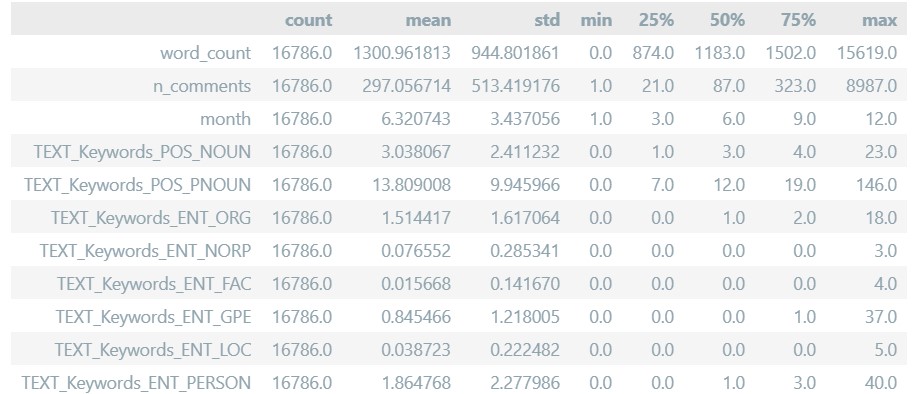 count mean std min 25% 50% 75% max
word_count 16786.0 1300.961813 944.801861 0.0 874.0 1183.0 1502.0 15619.0
n_comments 16786.0 297.056714 513.419176 1.0 21.0 87.0 323.0 8987.0
month 16786.0 6.320743 3.437056 1.0 3.0 6.0 9.0 12.0
TEXT_Keywords_POS_NOUN 16786.0 3.038067 2.411232 0.0 1.0 3.0 4.0 23.0
TEXT_Keywords_POS_PNOUN 16786.0 13.809008 9.945966 0.0 7.0 12.0 19.0 146.0
TEXT_Keywords_ENT_ORG 16786.0 1.514417 1.617064 0.0 0.0 1.0 2.0 18.0
TEXT_Keywords_ENT_NORP 16786.0 0.076552 0.285341 0.0 0.0 0.0 0.0 3.0
TEXT_Keywords_ENT_FAC 16786.0 0.015668 0.141670 0.0 0.0 0.0 0.0 4.0
TEXT_Keywords_ENT_GPE 16786.0 0.845466 1.218005 0.0 0.0 0.0 1.0 37.0
TEXT_Keywords_ENT_LOC 16786.0 0.038723 0.222482 0.0 0.0 0.0 0.0 5.0
TEXT_Keywords_ENT_PERSON 16786.0 1.864768 2.277986 0.0 0.0 1.0 3.0 40.0